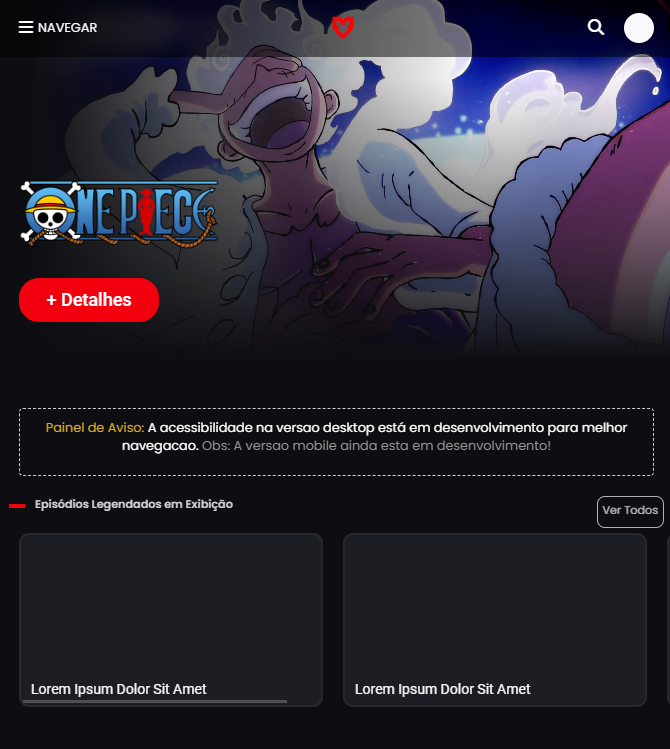 NAVEGAR
ONE PIECE
+ Detalhes
Painel de Aviso: A acessibilidade na versao desktop está em desenvolvimento para melhor
navegacao. Obs: A versao mobile ainda esta em desenvolvimento!
Episódios Legendados em Exibição
Ver Todos
Lorem Ipsum Dolor Sit Amet
Lorem Ipsum Dolor Sit Amet